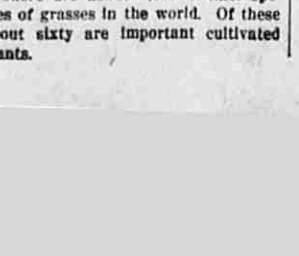 es of grasses in the world. Of these
out sixty are important cultivated
ants.